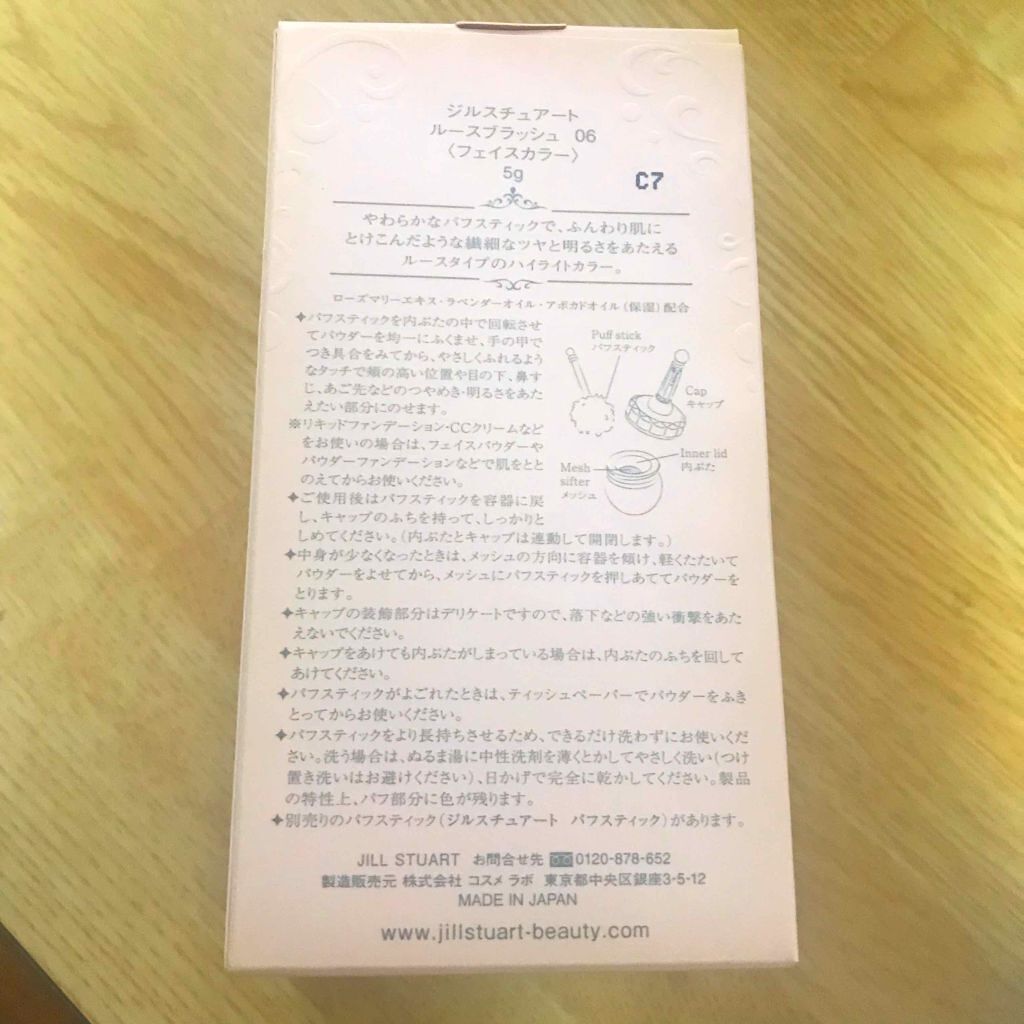 ジルスチュアート
ルースブラッシュ 06
〈フェイスカラー〉
5g
C7
やわらかなパフスティックで、ふんわり肌に
とけこんだような繊細なツヤと明るさをあたえる
ルースタイプのハイライトカラー。
ローズマリーエキス・ラベンダーオイル・アボカドオイル(保湿)配合
✦パフスティックを内ぶたの中で回転させ
てパウダーを均一にふくませ、手の甲で
つき具合をみてから、やさしくふれるよう
なタッチで頬の高い位置や目の下、鼻す
じ、あご先などのつやめき・明るさをあた
えたい部分にのせます。
※リキッドファンデーション・CCクリームなど
をお使いの場合は、フェイスパウダーや
パウダーファンデーションなどで肌をとと
のえてからお使いください。
✦ご使用後はパフスティックを容器に戻
し、キャップのふちを持って、しっかりと
しめてください。(内ぶたとキャップは連動して開閉します。)
Puff stick
パフスティック
Cap
キャップ
Inner lid
内ぶた
Mesh
sifter
メッシュ
✦中身が少なくなったときは、メッシュの方向に容器を傾け、軽くたたいて
パウダーをよせてから、メッシュにパフスティックを押しあててパウダーを
とります。
✦キャップの装飾部分はデリケートですので、落下などの強い衝撃をあた
えないでください。
✦キャップをあけても内ぶたがしまっている場合は、内ぶたのふちを回して
あけてください。
✦パフスティックがよごれたときは、ティッシュペーパーでパウダーをふき
とってからお使いください。
✦パフスティックをより長持ちさせるため、できるだけ洗わずにお使いくだ
さい。洗う場合は、ぬるま湯に中性洗剤を薄くとかしてやさしく洗い(つけ
置き洗いはお避けください)、日かげで完全に乾かしてください。製品
の特性上、パフ部分に色が残ります。
✦別売りのパフスティック(ジルスチュアート パフスティック)があります。
JILL STUART お問合せ先 0120-878-652
製造販売元 株式会社 コスメ ラボ 東京都中央区銀座3-5-12
MADE IN JAPAN
www.jillstuart-beauty.com